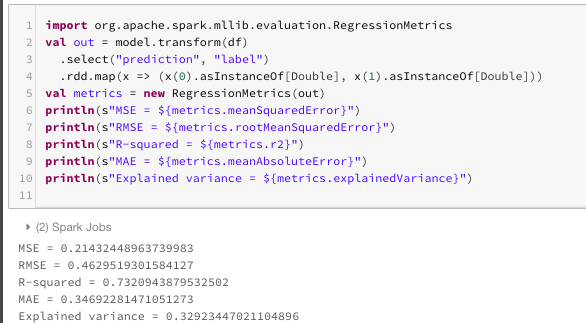 1 import org.apache.spark.mllib.evaluation.RegressionMetrics
2 val out = model.transform(df)
3   .select("prediction", "label")
4   .rdd.map(x => (x(0).asInstanceOf[Double], x(1).asInstanceOf[Double]))
5 val metrics = new RegressionMetrics(out)
6 println(s"MSE = ${metrics.meanSquaredError}")
7 println(s"RMSE = ${metrics.rootMeanSquaredError}")
8 println(s"R-squared = ${metrics.r2}")
9 println(s"MAE = ${metrics.meanAbsoluteError}")
10 println(s"Explained variance = ${metrics.explainedVariance}")
11
(2) Spark Jobs
MSE = 0.21432448963739983
RMSE = 0.4629519301584127
R-squared = 0.7320943879532502
MAE = 0.34692281471051273
Explained variance = 0.32923447021104896